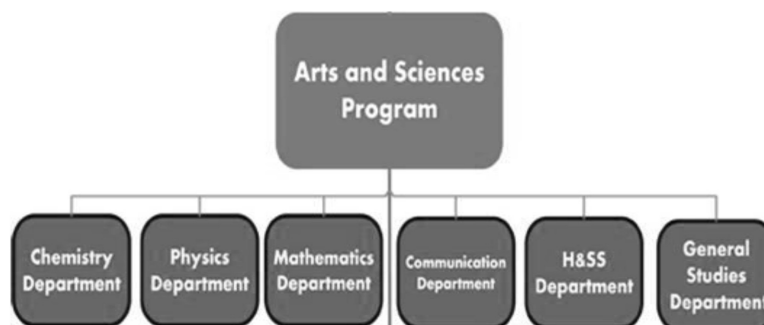 Arts and Sciences
Program
Chemistry
Department
Physics
Department
Mathematics
Department
Communication
Department
H&SS
Department
General
Studies
Department